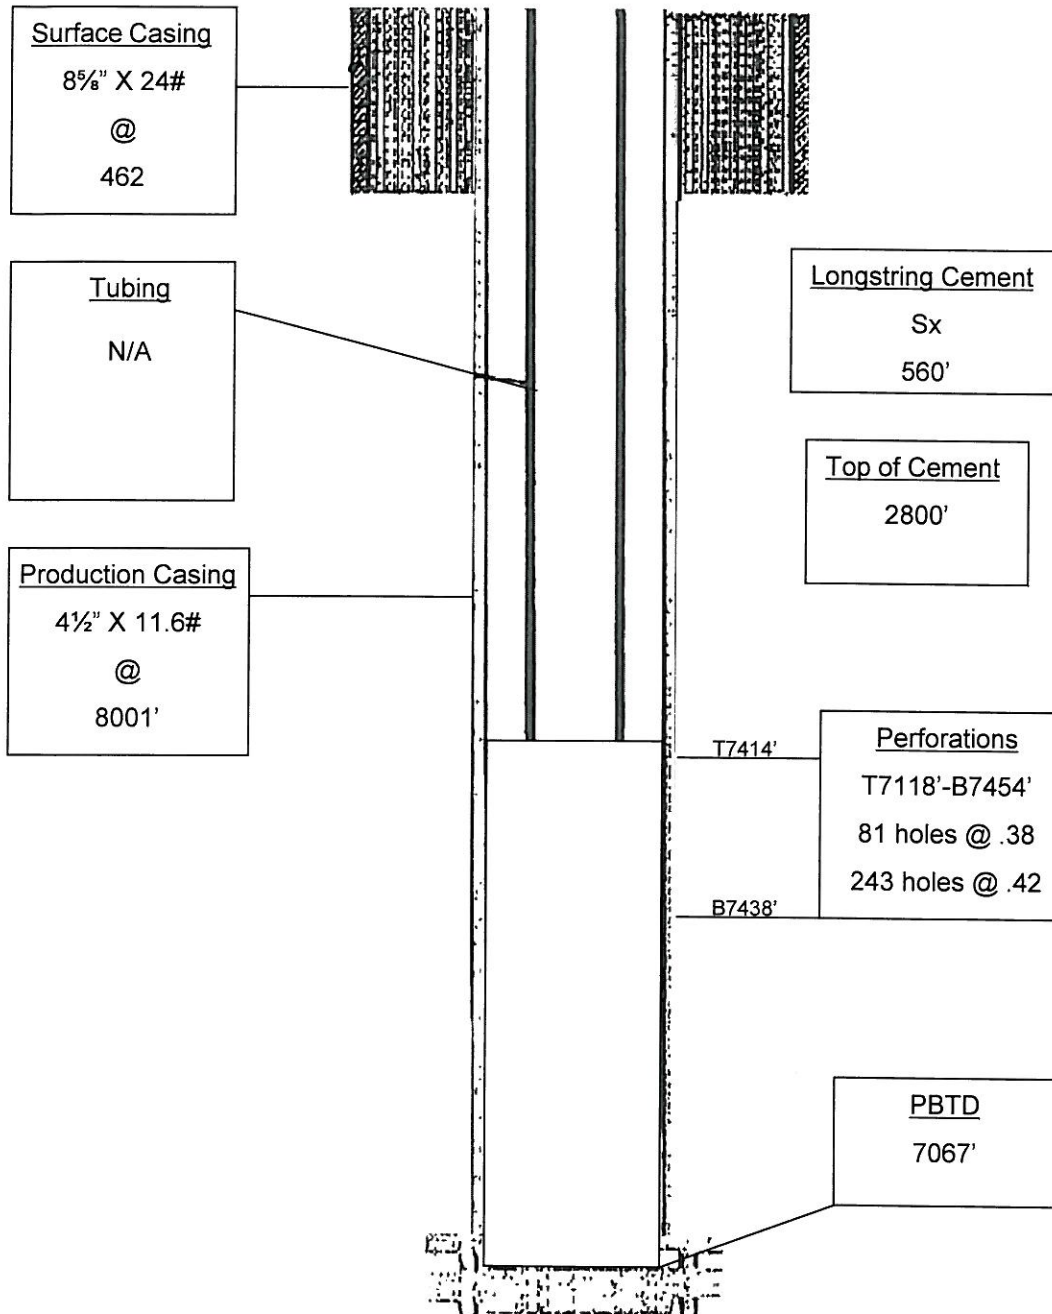 Surface Casing
8⅝" X 24#
@
462
Tubing
N/A
Production Casing
4½" X 11.6#
@
8001'
Longstring Cement
Sx
560'
Top of Cement
2800'
T7414'
B7438'
Perforations
T7118'-B7454'
81 holes @ .38
243 holes @ .42
PBTD
7067'